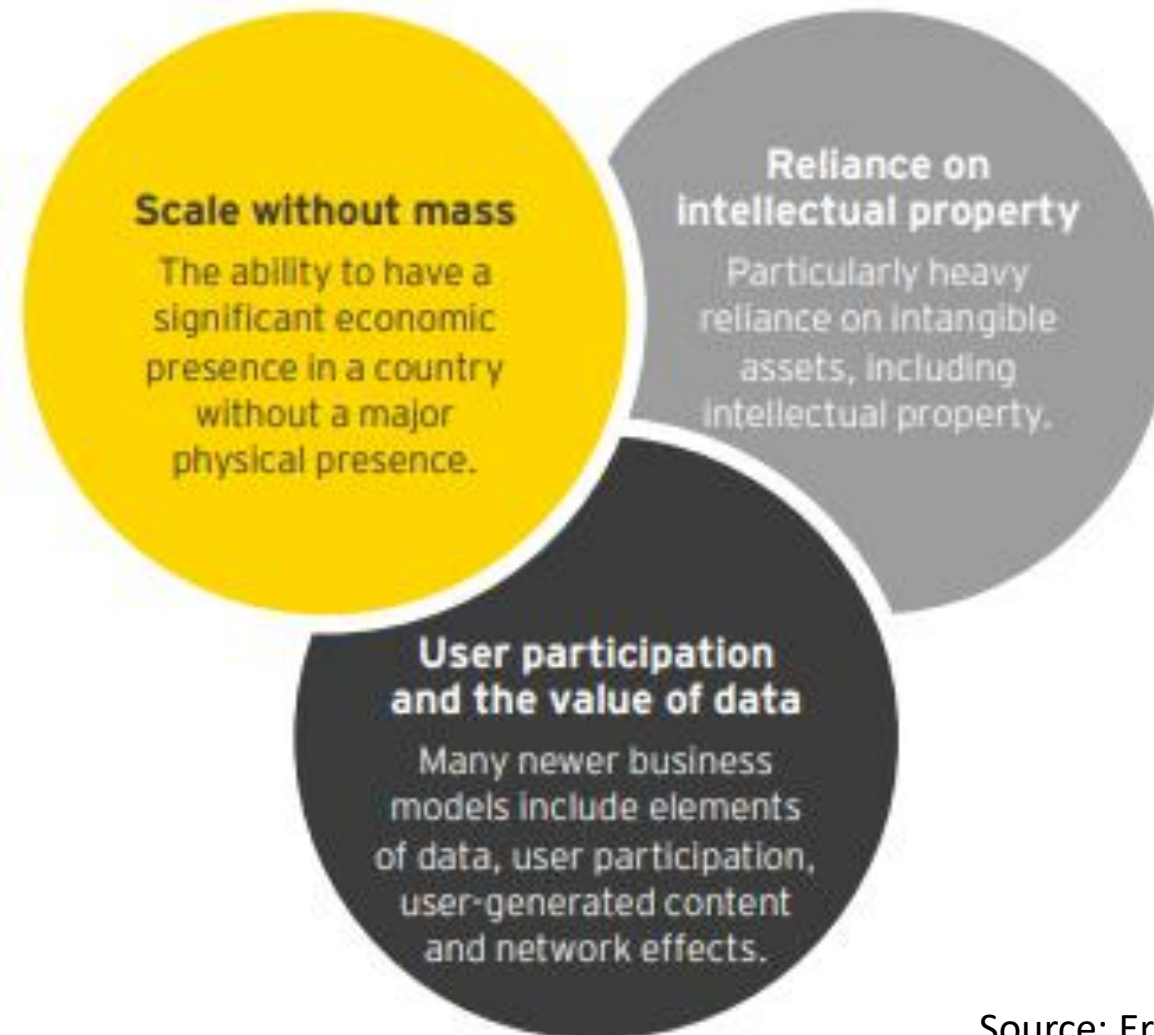 Scale without mass
The ability to have a
significant economic
presence in a country
without a major
physical presence.
Reliance on
intellectual property
Particularly heavy
reliance on intangible
assets, including
intellectual property.
User participation
and the value of data
Many newer business
models include elements
of data, user participation,
user-generated content
and network effects.
Source: